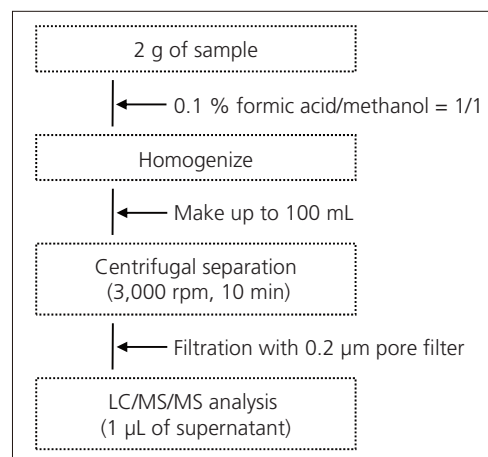 2 g of sample
0.1 % formic acid/methanol = 1/1
Homogenize
Make up to 100 mL
Centrifugal separation
(3,000 rpm, 10 min)
Filtration with 0.2 µm pore filter
LC/MS/MS analysis
(1 µL of supernatant)